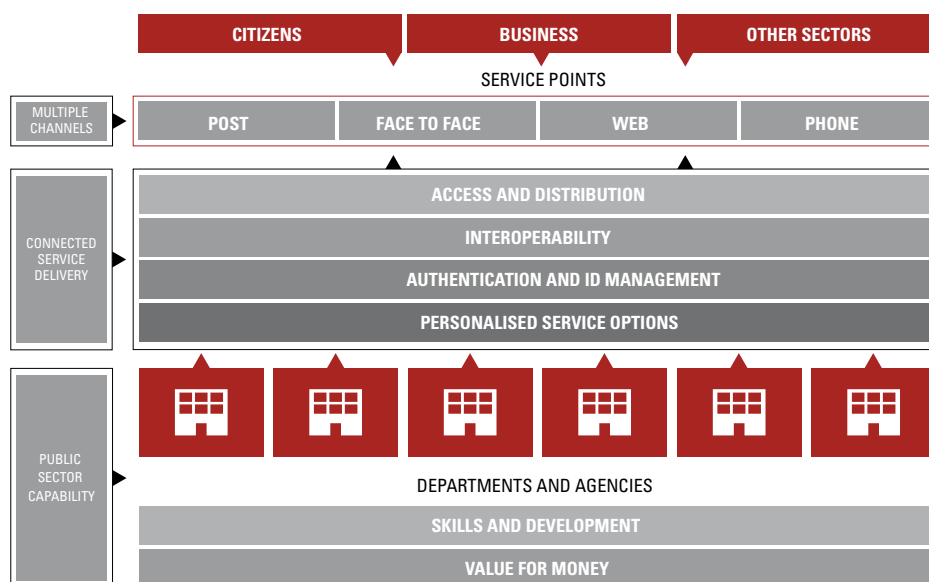 CITIZENS
BUSINESS
OTHER SECTORS
SERVICE POINTS
MULTIPLE
CHANNELS
POST
FACE TO FACE
WEB
PHONE
CONNECTED
SERVICE
DELIVERY
ACCESS AND DISTRIBUTION
INTEROPERABILITY
AUTHENTICATION AND ID MANAGEMENT
PERSONALISED SERVICE OPTIONS
PUBLIC
SECTOR
CAPABILITY
DEPARTMENTS AND AGENCIES
SKILLS AND DEVELOPMENT
VALUE FOR MONEY